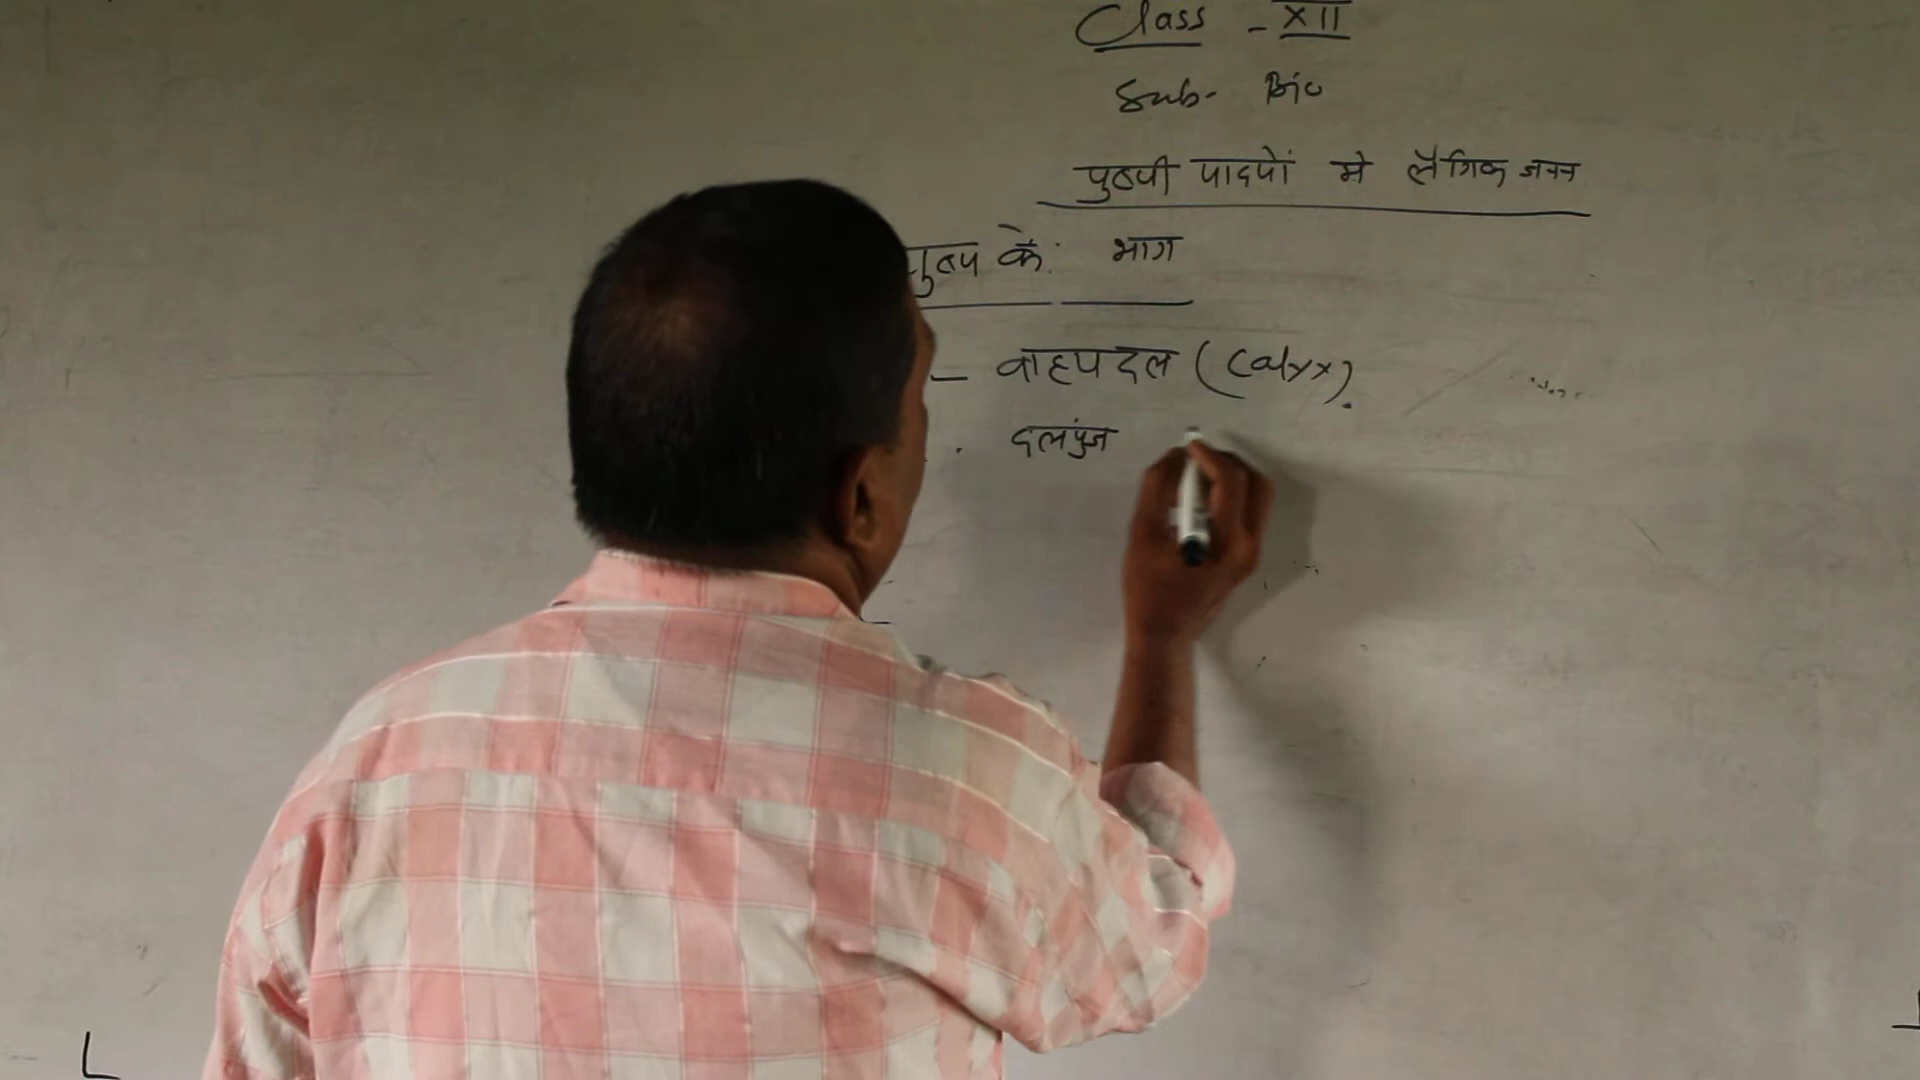 Class - XII
Sub- Bio
पुष्पी पादपों मे लैंगिक जनन
पुष्प के भाग
- वाह्यदल (Calyx).
दलपुंज